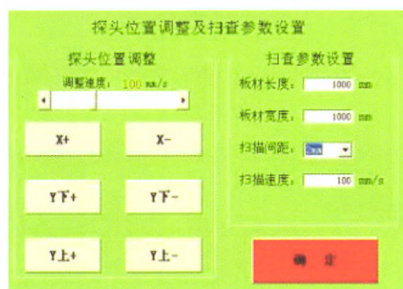 探头位置调整及扫查参数设置
探头位置调整
调整速度： 100 mm/s
X+ X-
Y下+ Y下-
Y上+ Y上-
扫查参数设置
板材长度： 1000 mm
板材宽度： 1000 mm
扫描间距： 2mm
扫描速度： 100 mm/s
确 定